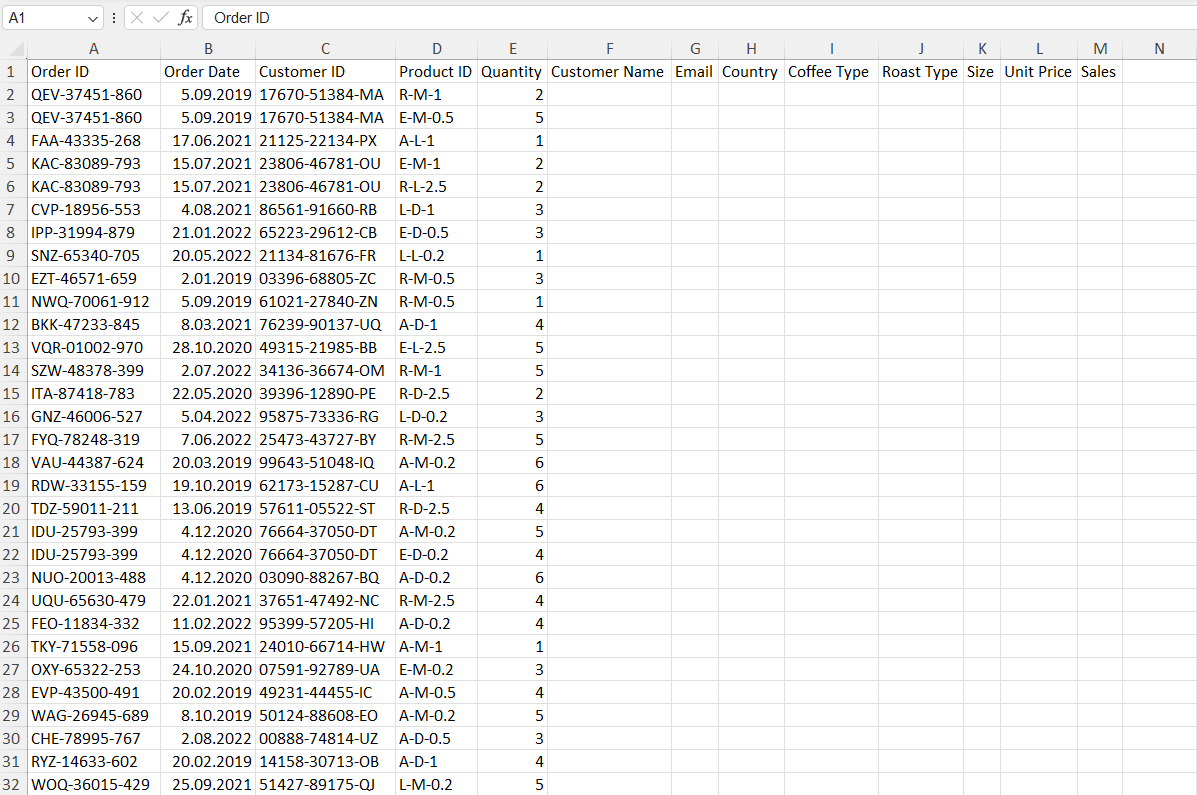 A1 fx Order ID
A B C D E F G H I J K L M N
1 Order ID Order Date Customer ID Product ID Quantity Customer Name Email Country Coffee Type Roast Type Size Unit Price Sales
2 QEV-37451-860 5.09.2019 17670-51384-MA R-M-1 2
3 QEV-37451-860 5.09.2019 17670-51384-MA E-M-0.5 5
4 FAA-43335-268 17.06.2021 21125-22134-PX A-L-1 1
5 KAC-83089-793 15.07.2021 23806-46781-OU E-M-1 2
6 KAC-83089-793 15.07.2021 23806-46781-OU R-L-2.5 2
7 CVP-18956-553 4.08.2021 86561-91660-RB L-D-1 3
8 IPP-31994-879 21.01.2022 65223-29612-CB E-D-0.5 3
9 SNZ-65340-705 20.05.2022 21134-81676-FR L-L-0.2 1
10 EZT-46571-659 2.01.2019 03396-68805-ZC R-M-0.5 3
11 NWQ-70061-912 5.09.2019 61021-27840-ZN R-M-0.5 1
12 BKK-47233-845 8.03.2021 76239-90137-UQ A-D-1 4
13 VQR-01002-970 28.10.2020 49315-21985-BB E-L-2.5 5
14 SZW-48378-399 2.07.2022 34136-36674-OM R-M-1 5
15 ITA-87418-783 22.05.2020 39396-12890-PE R-D-2.5 2
16 GNZ-46006-527 5.04.2022 95875-73336-RG L-D-0.2 3
17 FYQ-78248-319 7.06.2022 25473-43727-BY R-M-2.5 5
18 VAU-44387-624 20.03.2019 99643-51048-IQ A-M-0.2 6
19 RDW-33155-159 19.10.2019 62173-15287-CU A-L-1 6
20 TDZ-59011-211 13.06.2019 57611-05522-ST R-D-2.5 4
21 IDU-25793-399 4.12.2020 76664-37050-DT A-M-0.2 5
22 IDU-25793-399 4.12.2020 76664-37050-DT E-D-0.2 4
23 NUO-20013-488 4.12.2020 03090-88267-BQ A-D-0.2 6
24 UQU-65630-479 22.01.2021 37651-47492-NC R-M-2.5 4
25 FEO-11834-332 11.02.2022 95399-57205-HI A-D-0.2 4
26 TKY-71558-096 15.09.2021 24010-66714-HW A-M-1 1
27 OXY-65322-253 24.10.2020 07591-92789-UA E-M-0.2 3
28 EVP-43500-491 20.02.2019 49231-44455-IC A-M-0.5 4
29 WAG-26945-689 8.10.2019 50124-88608-EO A-M-0.2 5
30 CHE-78995-767 2.08.2022 00888-74814-UZ A-D-0.5 3
31 RYZ-14633-602 20.02.2019 14158-30713-OB A-D-1 4
32 WOQ-36015-429 25.09.2021 51427-89175-QJ L-M-0.2 5